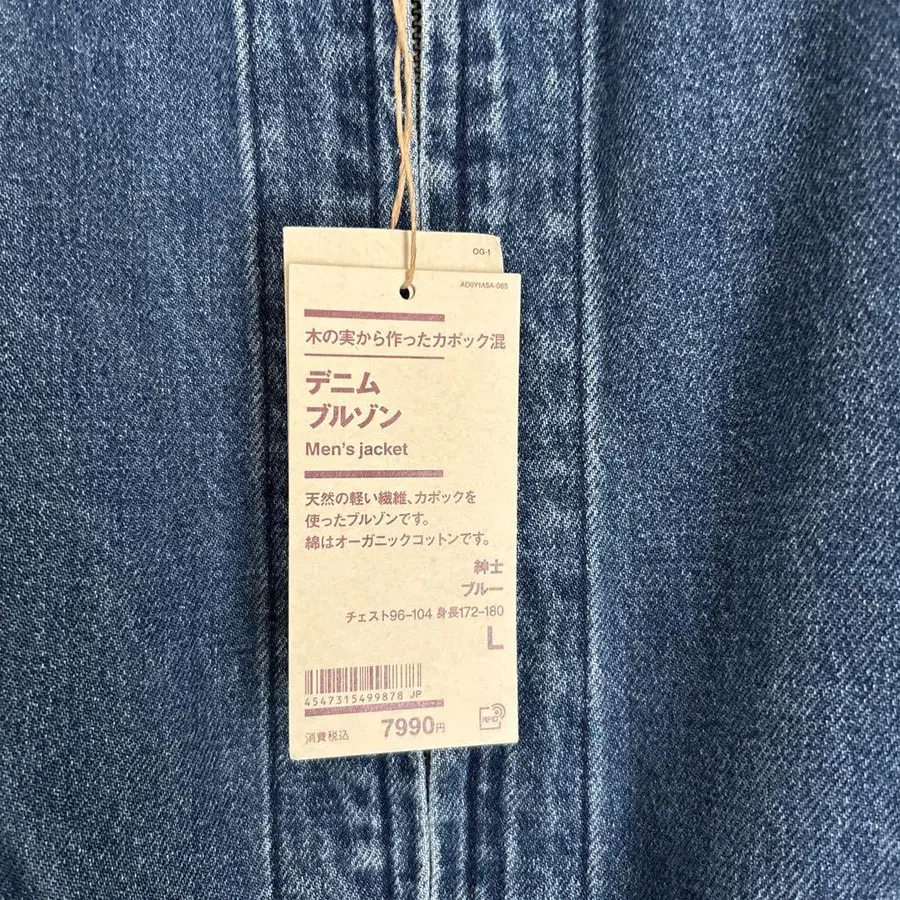 OG-1
AD0Y1A5A-065
木の実から作ったカポック混
デニム
ブルゾン
Men's jacket
天然の軽い繊維、カポックを
使ったブルゾンです。
綿はオーガニックコットンです。
紳士
ブルー
チェスト96-104 身長172-180
L
4547315499878 JP
消費税込 7990円
RFID